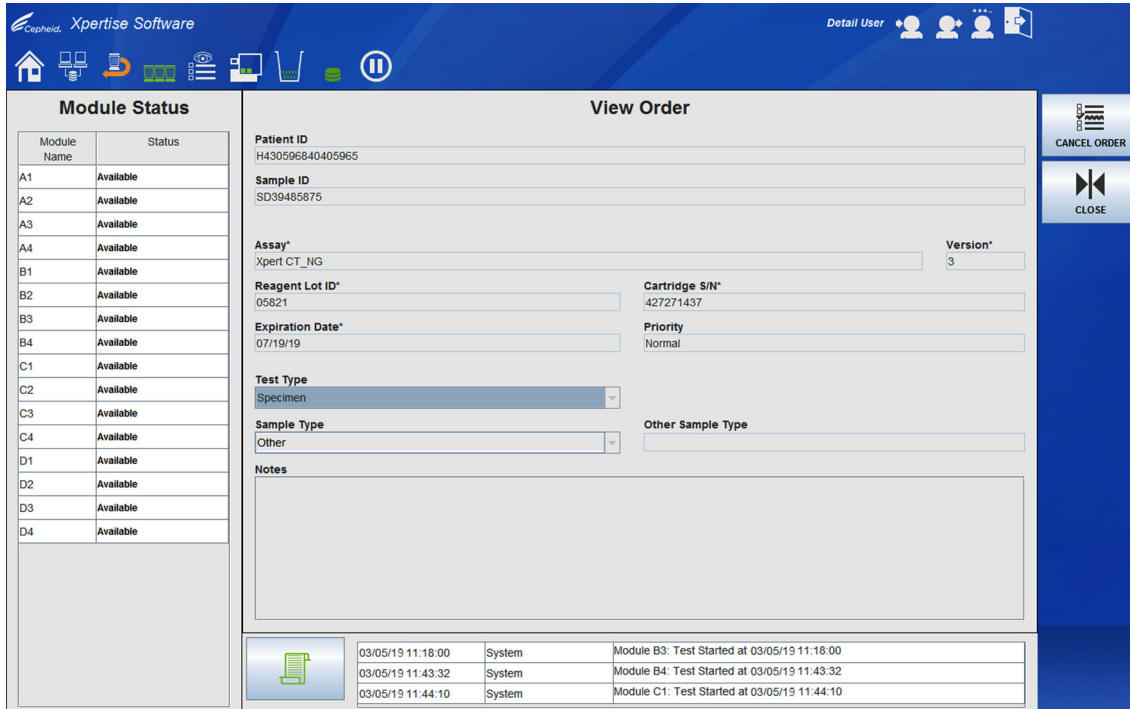 Cepheid. Xpertise Software
Detail User
Module Status
Module Name Status
A1 Available
A2 Available
A3 Available
A4 Available
B1 Available
B2 Available
B3 Available
B4 Available
C1 Available
C2 Available
C3 Available
C4 Available
D1 Available
D2 Available
D3 Available
D4 Available
View Order
Patient ID
H430596840405965
Sample ID
SD39485875
Assay* Version*
Xpert CT_NG 3
Reagent Lot ID* Cartridge S/N*
05821 427271437
Expiration Date* Priority
07/19/19 Normal
Test Type
Specimen
Sample Type Other Sample Type
Other
Notes
03/05/19 11:18:00 System Module B3: Test Started at 03/05/19 11:18:00
03/05/19 11:43:32 System Module B4: Test Started at 03/05/19 11:43:32
03/05/19 11:44:10 System Module C1: Test Started at 03/05/19 11:44:10
CANCEL ORDER
CLOSE